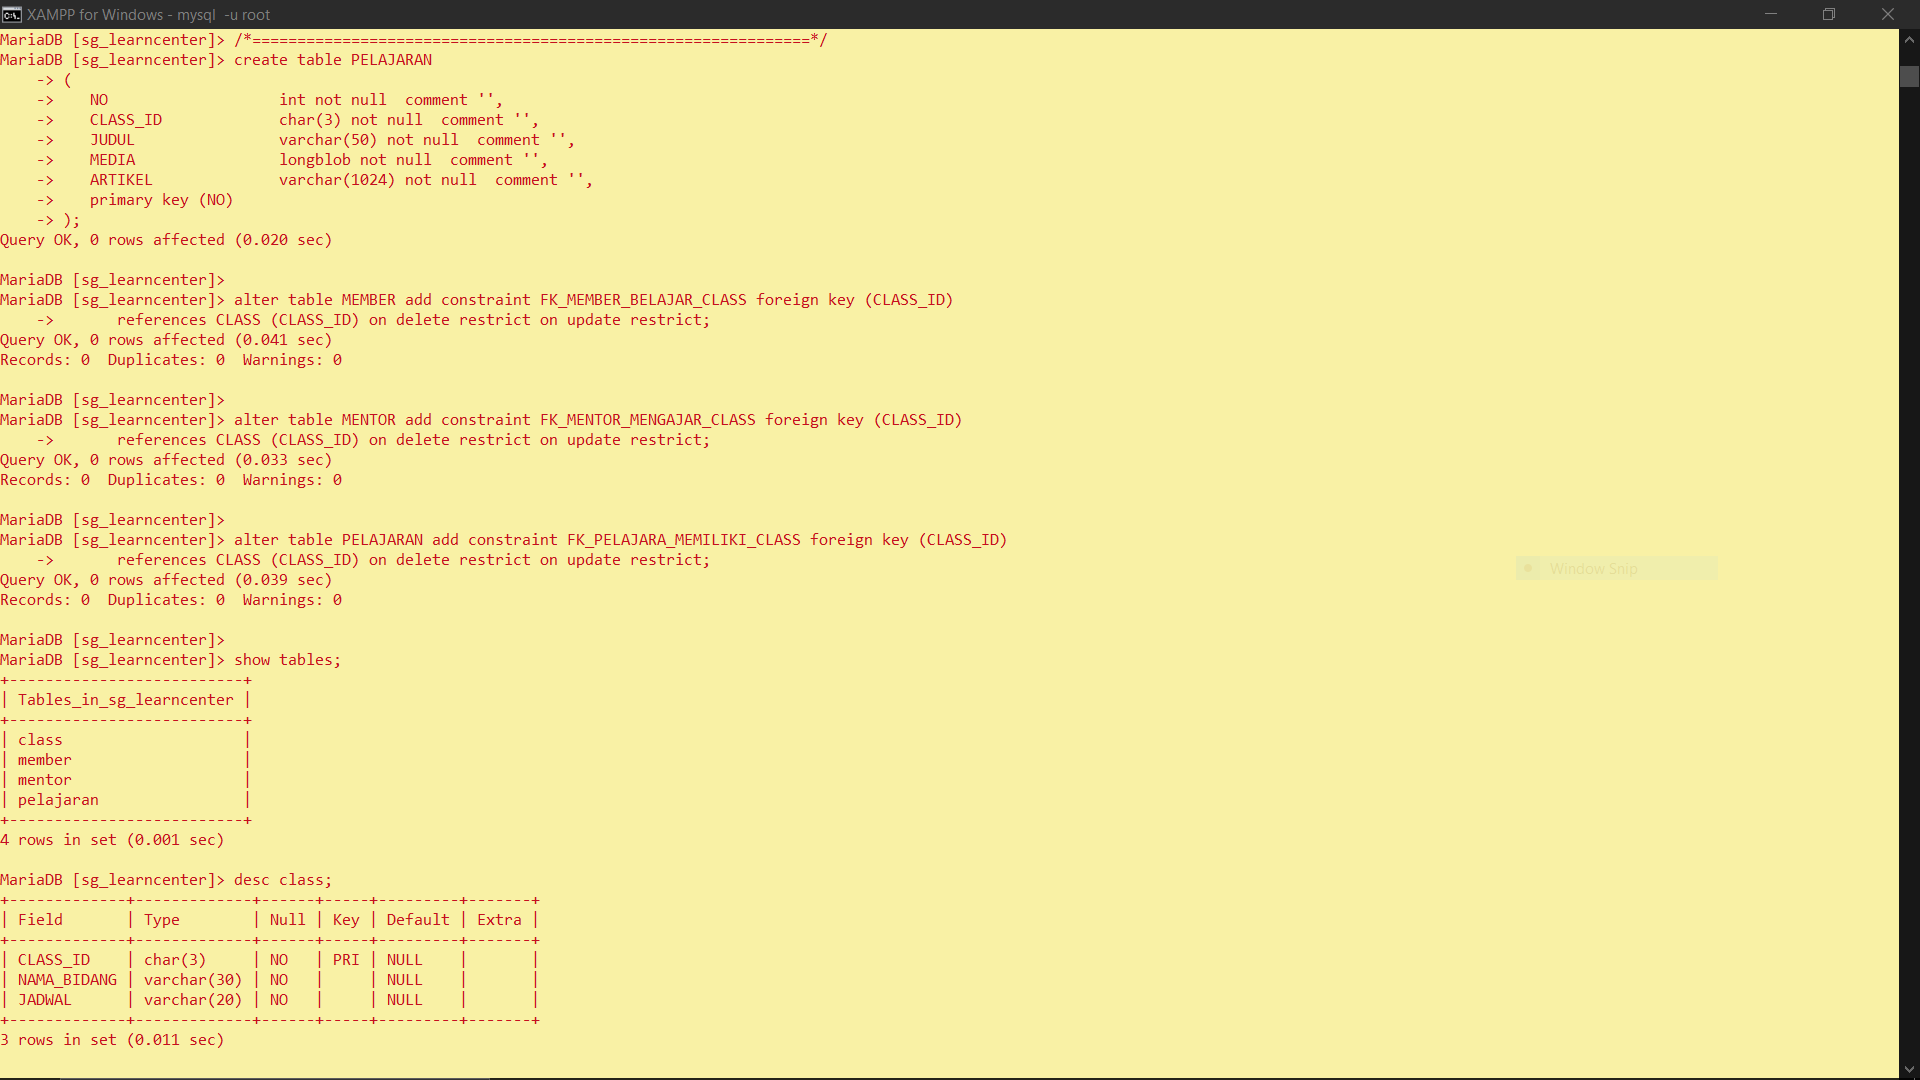 XAMPP for Windows - mysql  -u root
MariaDB [sg_learncenter]> /*==============================================================*/
MariaDB [sg_learncenter]> create table PELAJARAN
    -> (
    ->    NO                   int not null  comment '',
    ->    CLASS_ID             char(3) not null  comment '',
    ->    JUDUL                varchar(50) not null  comment '',
    ->    MEDIA                longblob not null  comment '',
    ->    ARTIKEL              varchar(1024) not null  comment '',
    ->    primary key (NO)
    -> );
Query OK, 0 rows affected (0.020 sec)

MariaDB [sg_learncenter]>
MariaDB [sg_learncenter]> alter table MEMBER add constraint FK_MEMBER_BELAJAR_CLASS foreign key (CLASS_ID)
    ->       references CLASS (CLASS_ID) on delete restrict on update restrict;
Query OK, 0 rows affected (0.041 sec)
Records: 0  Duplicates: 0  Warnings: 0

MariaDB [sg_learncenter]>
MariaDB [sg_learncenter]> alter table MENTOR add constraint FK_MENTOR_MENGAJAR_CLASS foreign key (CLASS_ID)
    ->       references CLASS (CLASS_ID) on delete restrict on update restrict;
Query OK, 0 rows affected (0.033 sec)
Records: 0  Duplicates: 0  Warnings: 0

MariaDB [sg_learncenter]>
MariaDB [sg_learncenter]> alter table PELAJARAN add constraint FK_PELAJARA_MEMILIKI_CLASS foreign key (CLASS_ID)
    ->       references CLASS (CLASS_ID) on delete restrict on update restrict;
Window Snip
Query OK, 0 rows affected (0.039 sec)
Records: 0  Duplicates: 0  Warnings: 0

MariaDB [sg_learncenter]>
MariaDB [sg_learncenter]> show tables;
+--------------------------+
| Tables_in_sg_learncenter |
+--------------------------+
| class                    |
| member                   |
| mentor                   |
| pelajaran                |
+--------------------------+
4 rows in set (0.001 sec)

MariaDB [sg_learncenter]> desc class;
+-------------+-------------+------+-----+---------+-------+
| Field       | Type        | Null | Key | Default | Extra |
+-------------+-------------+------+-----+---------+-------+
| CLASS_ID    | char(3)     | NO   | PRI | NULL    |       |
| NAMA_BIDANG | varchar(30) | NO   |     | NULL    |       |
| JADWAL      | varchar(20) | NO   |     | NULL    |       |
+-------------+-------------+------+-----+---------+-------+
3 rows in set (0.011 sec)